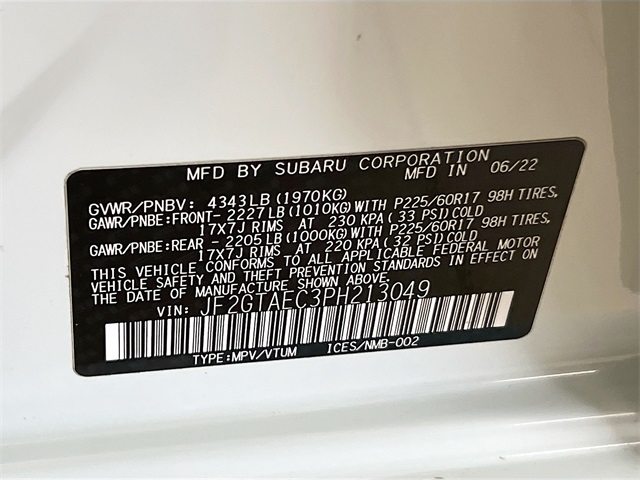 MFD BY SUBARU CORPORATION MFD IN 06/22
GVWR/PNBV: 4343LB(1970KG)
GAWR/PNBE:FRONT- 2227LB(1010KG)WITH P225/60R17 98H TIRES,
17X7J RIMS AT 230 KPA(33 PSI)COLD
GAWR/PNBE:REAR - 2205LB(1000KG)WITH P225/60R17 98H TIRES,
17X7J RIMS AT 220 KPA(32 PSI)COLD
THIS VEHICLE CONFORMS TO ALL APPLICABLE FEDERAL MOTOR
VEHICLE SAFETY AND BUMPER STANDARDS IN EFFECT ON
THE DATE OF MANUFACTURE SHOWN ABOVE.
VIN: JF2GTAEC3PH213049
TYPE:MPV/VTUM ICES/NMB-002